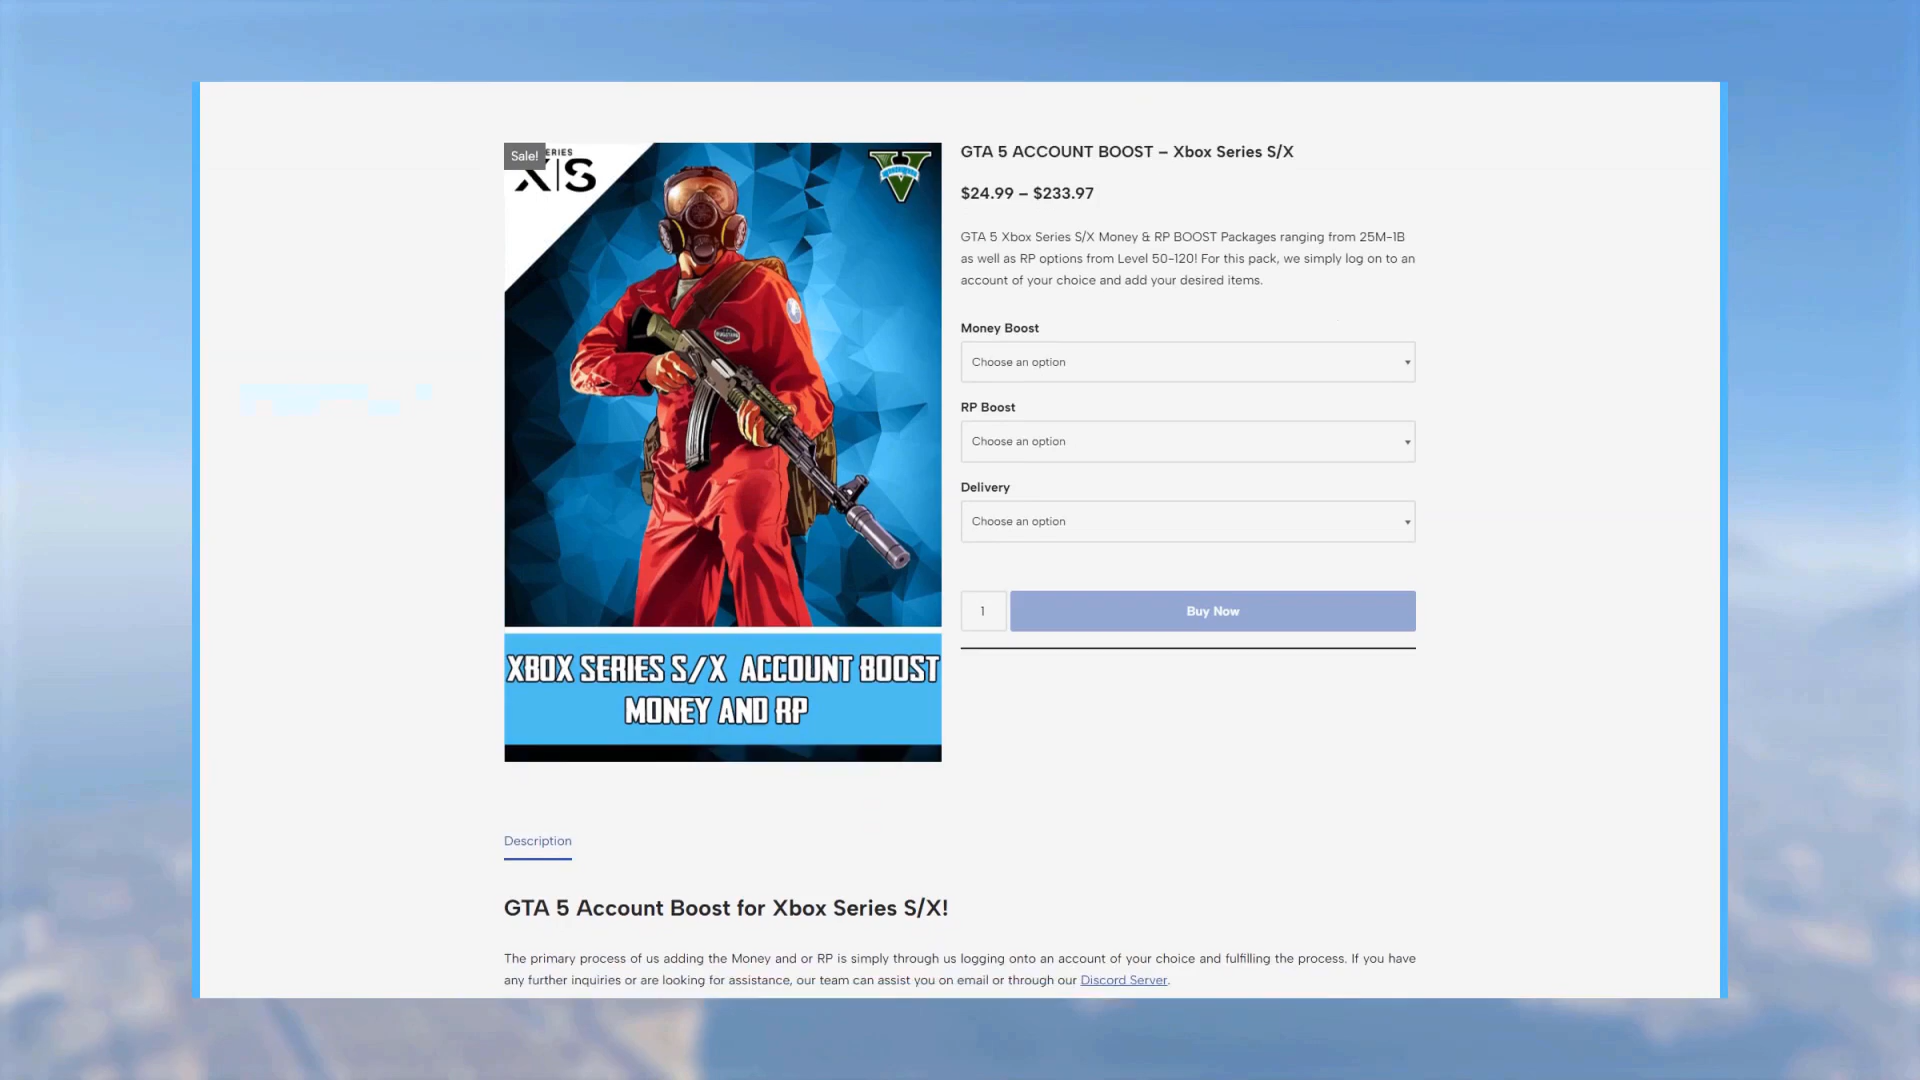 Sale!
ERIES
X|S
V
GTA 5 ACCOUNT BOOST – Xbox Series S/X
$24.99 – $233.97
GTA 5 Xbox Series S/X Money & RP BOOST Packages ranging from 25M-1B
as well as RP options from Level 50-120! For this pack, we simply log on to an
account of your choice and add your desired items.
Money Boost
Choose an option
RP Boost
Choose an option
Delivery
Choose an option
1
Buy Now
XBOX SERIES S/X ACCOUNT BOOST
MONEY AND RP
Description
GTA 5 Account Boost for Xbox Series S/X!
The primary process of us adding the Money and or RP is simply through us logging onto an account of your choice and fulfilling the process. If you have
any further inquiries or are looking for assistance, our team can assist you on email or through our Discord Server.